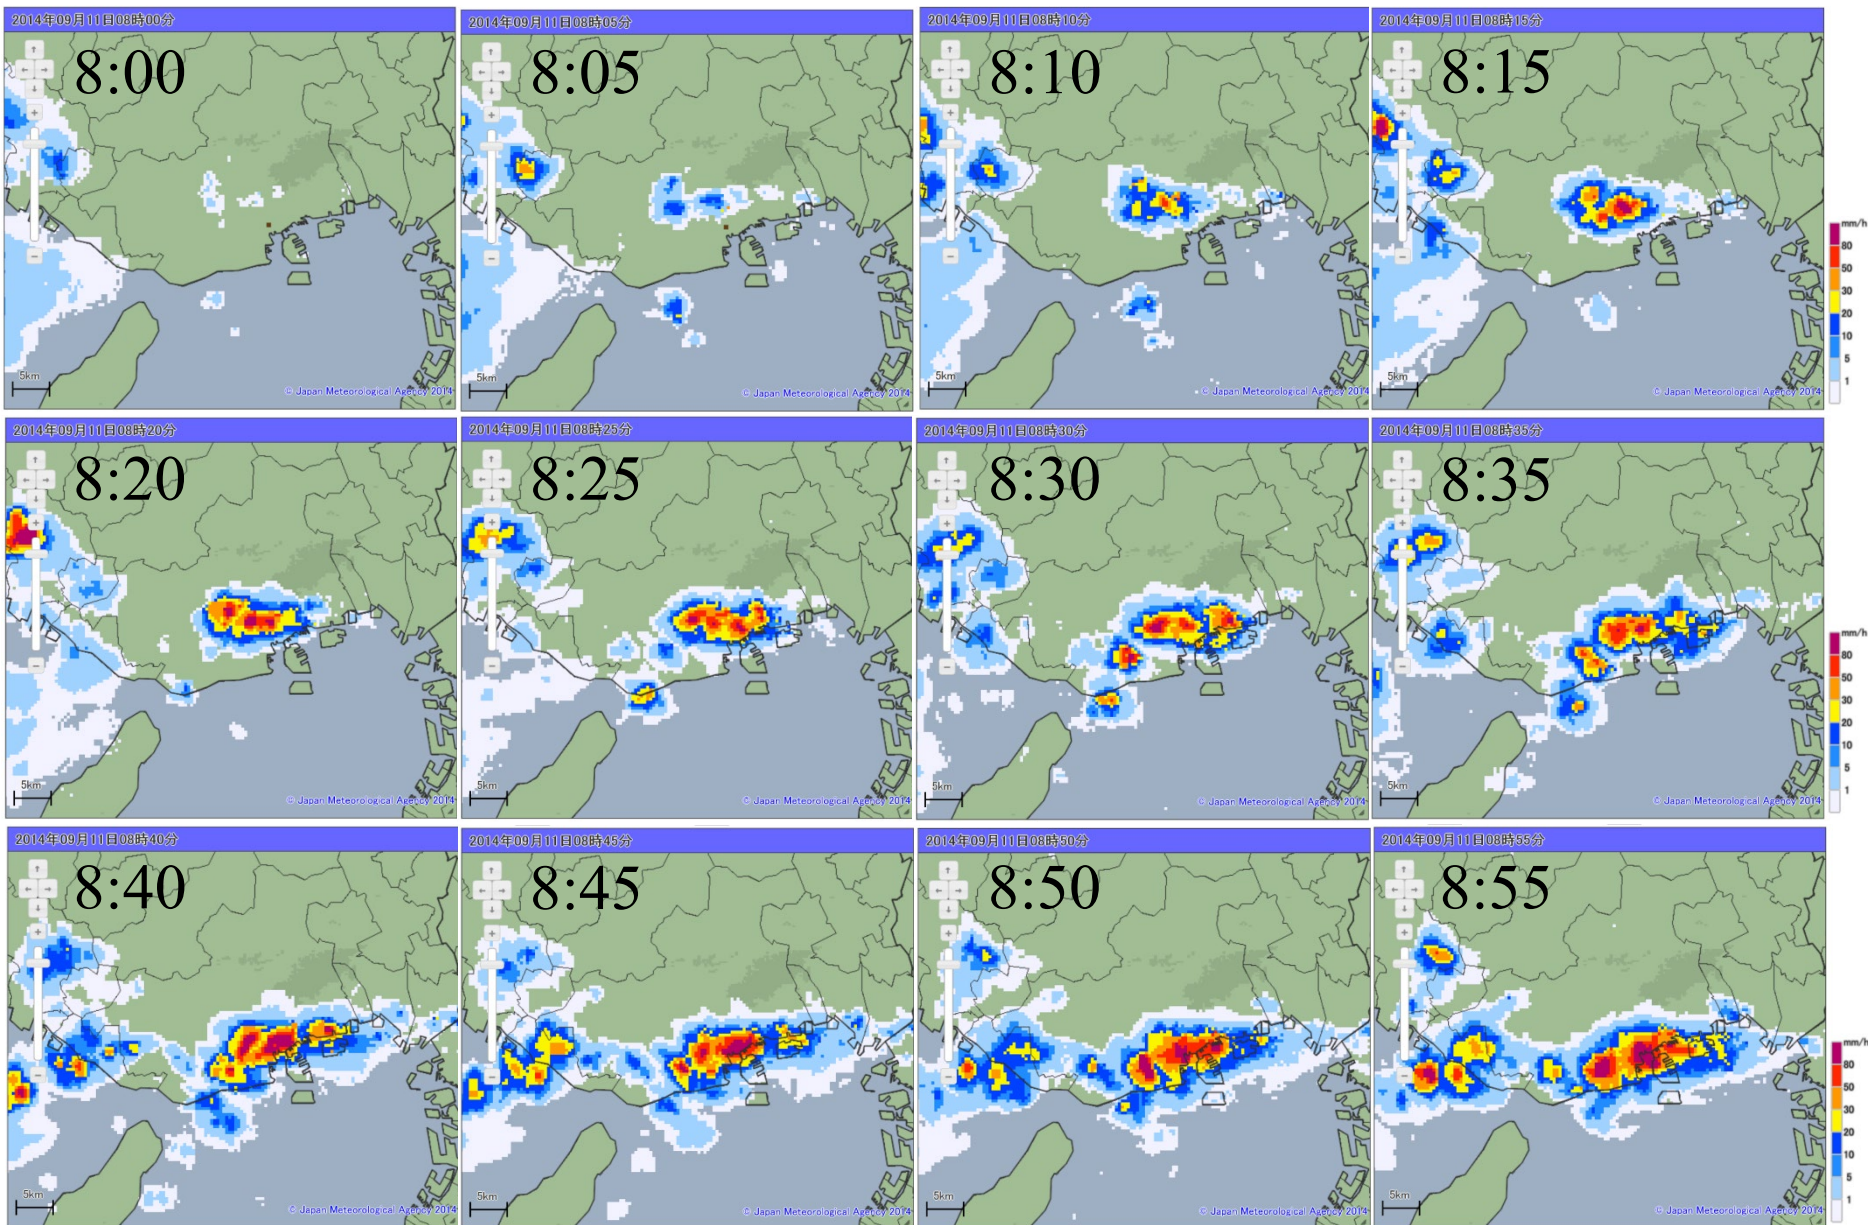 2014年09月11日08時00分
8:00
5km
© Japan Meteorological Agency 2014
2014年09月11日08時05分
8:05
5km
© Japan Meteorological Agency 2014
2014年09月11日08時10分
8:10
5km
© Japan Meteorological Agency 2014
2014年09月11日08時15分
8:15
5km
© Japan Meteorological Agency 2014
mm/h
80
50
30
20
10
5
1
2014年09月11日08時20分
8:20
5km
© Japan Meteorological Agency 2014
2014年09月11日08時25分
8:25
5km
© Japan Meteorological Agency 2014
2014年09月11日08時30分
8:30
5km
© Japan Meteorological Agency 2014
2014年09月11日08時35分
8:35
5km
© Japan Meteorological Agency 2014
mm/h
80
50
30
20
10
5
1
2014年09月11日08時40分
8:40
5km
© Japan Meteorological Agency 2014
2014年09月11日08時45分
8:45
5km
© Japan Meteorological Agency 2014
2014年09月11日08時50分
8:50
5km
© Japan Meteorological Agency 2014
2014年09月11日08時55分
8:55
5km
© Japan Meteorological Agency 2014
mm/h
80
50
30
20
10
5
1